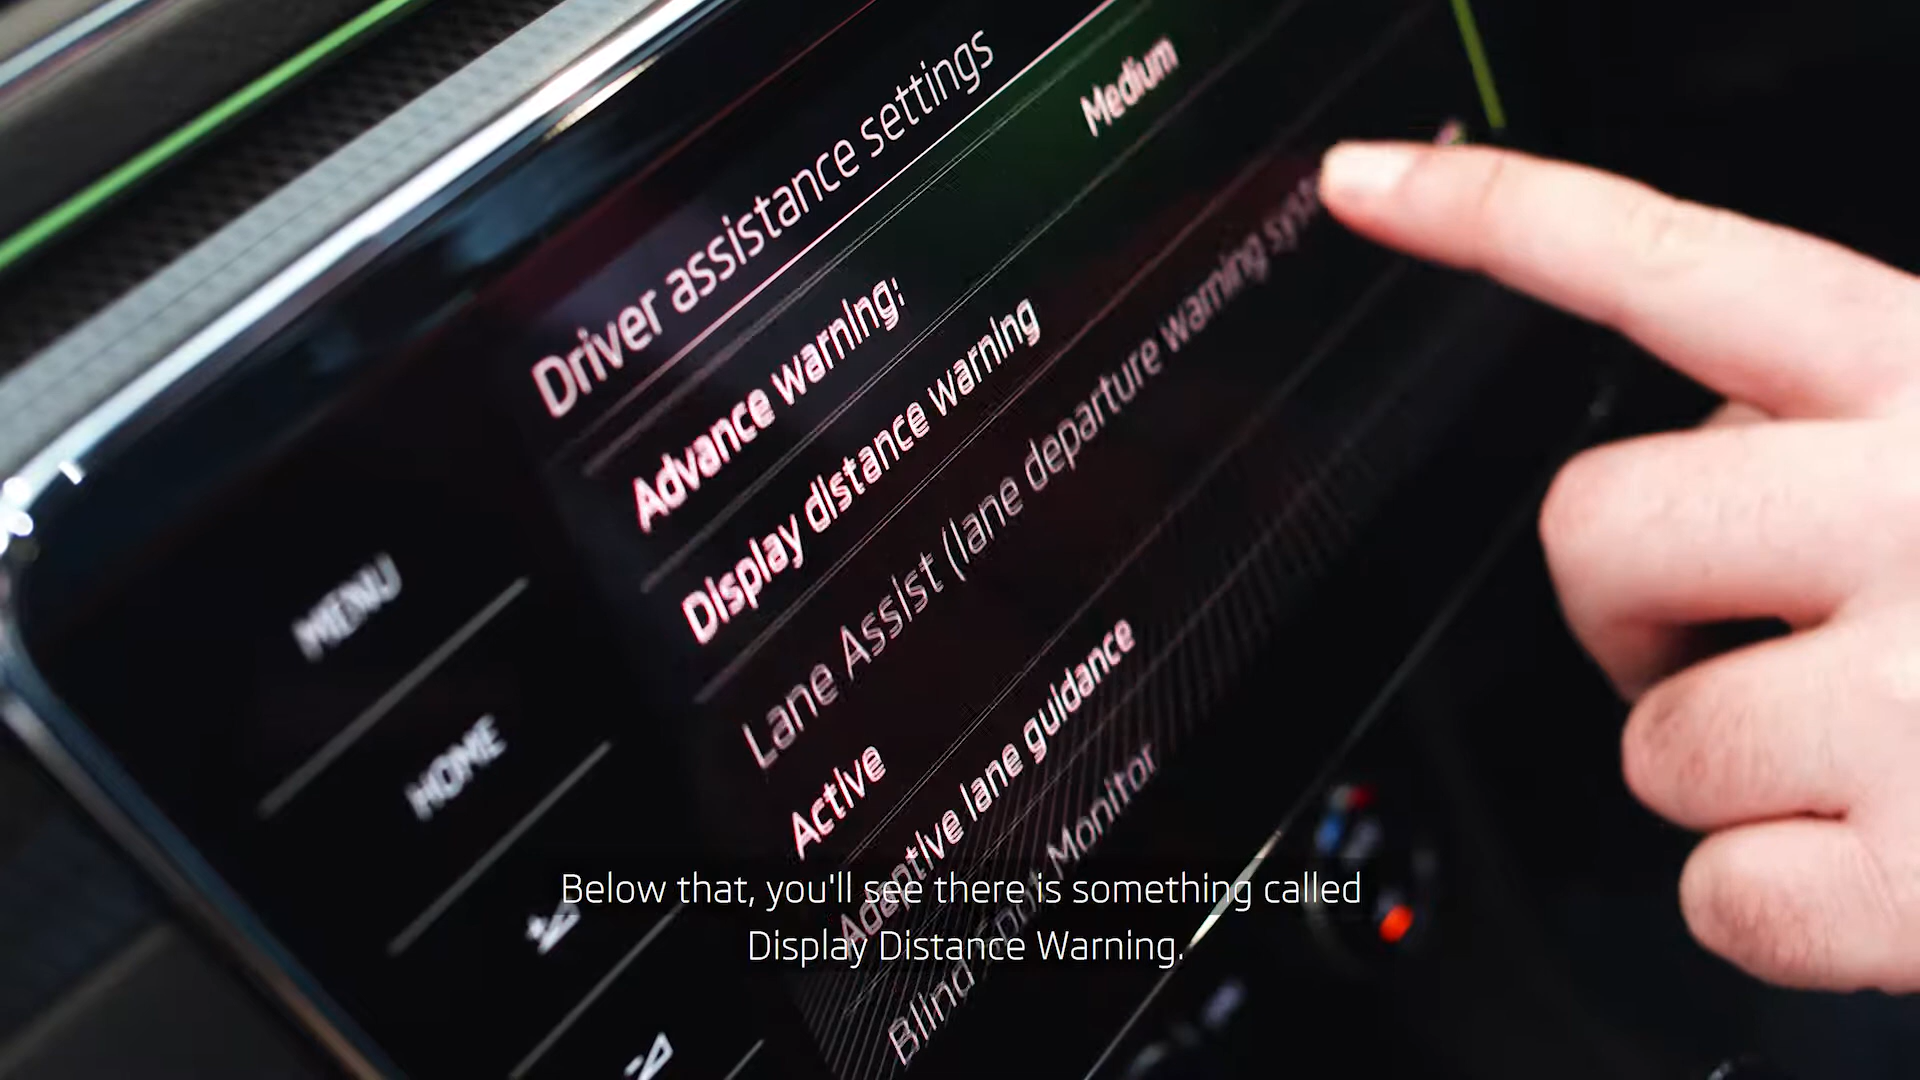 Driver assistance settings
Advance warning:
Medium
Display distance warning
Lane Assist (lane departure warning
Active
Adaptive lane guidance
Blind Spot Monitor
MENU
HOME
Below that, you'll see there is something called
Display Distance Warning.